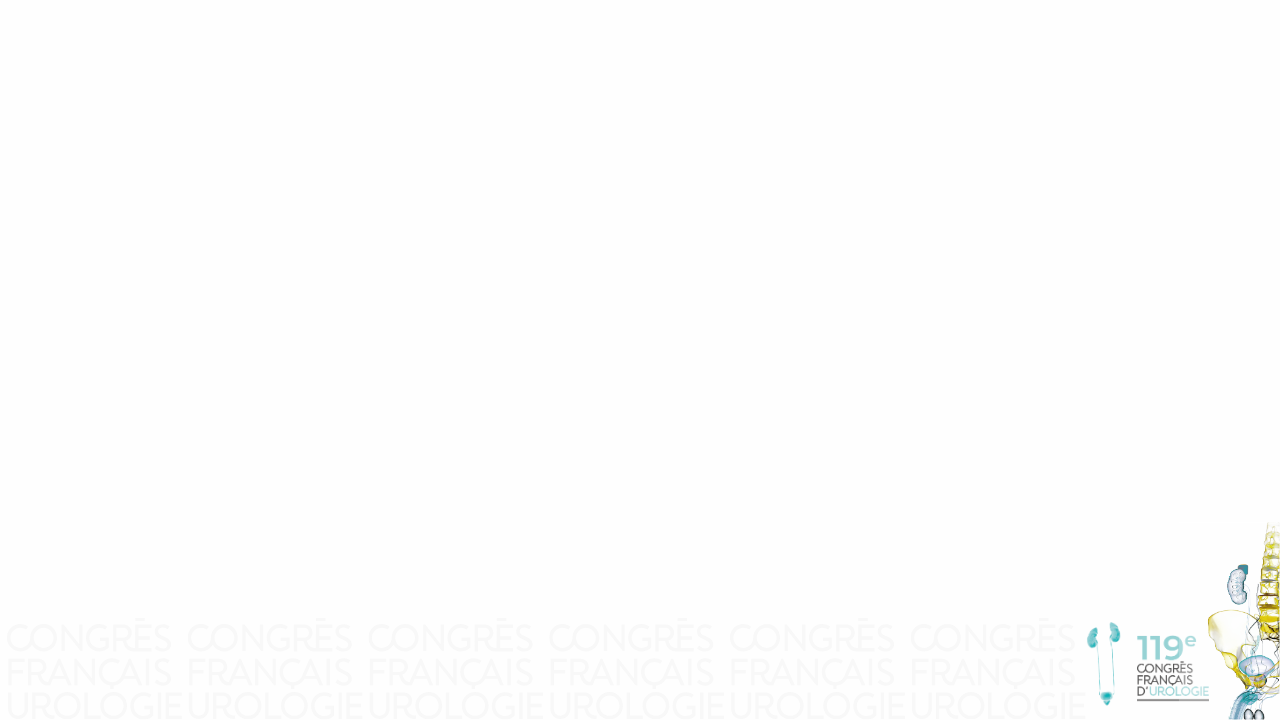 CONGRÈS CONGRÈS CONGRÈS CONGRÈS CONGRÈS CONGRÈS
FRANÇAIS FRANÇAIS FRANÇAIS FRANÇAIS FRANÇAIS FRANÇAIS
UROLOGIE UROLOGIE UROLOGIE UROLOGIE UROLOGIE UROLOGIE
119e
CONGRÈS
FRANÇAIS
D'UROLOGIE